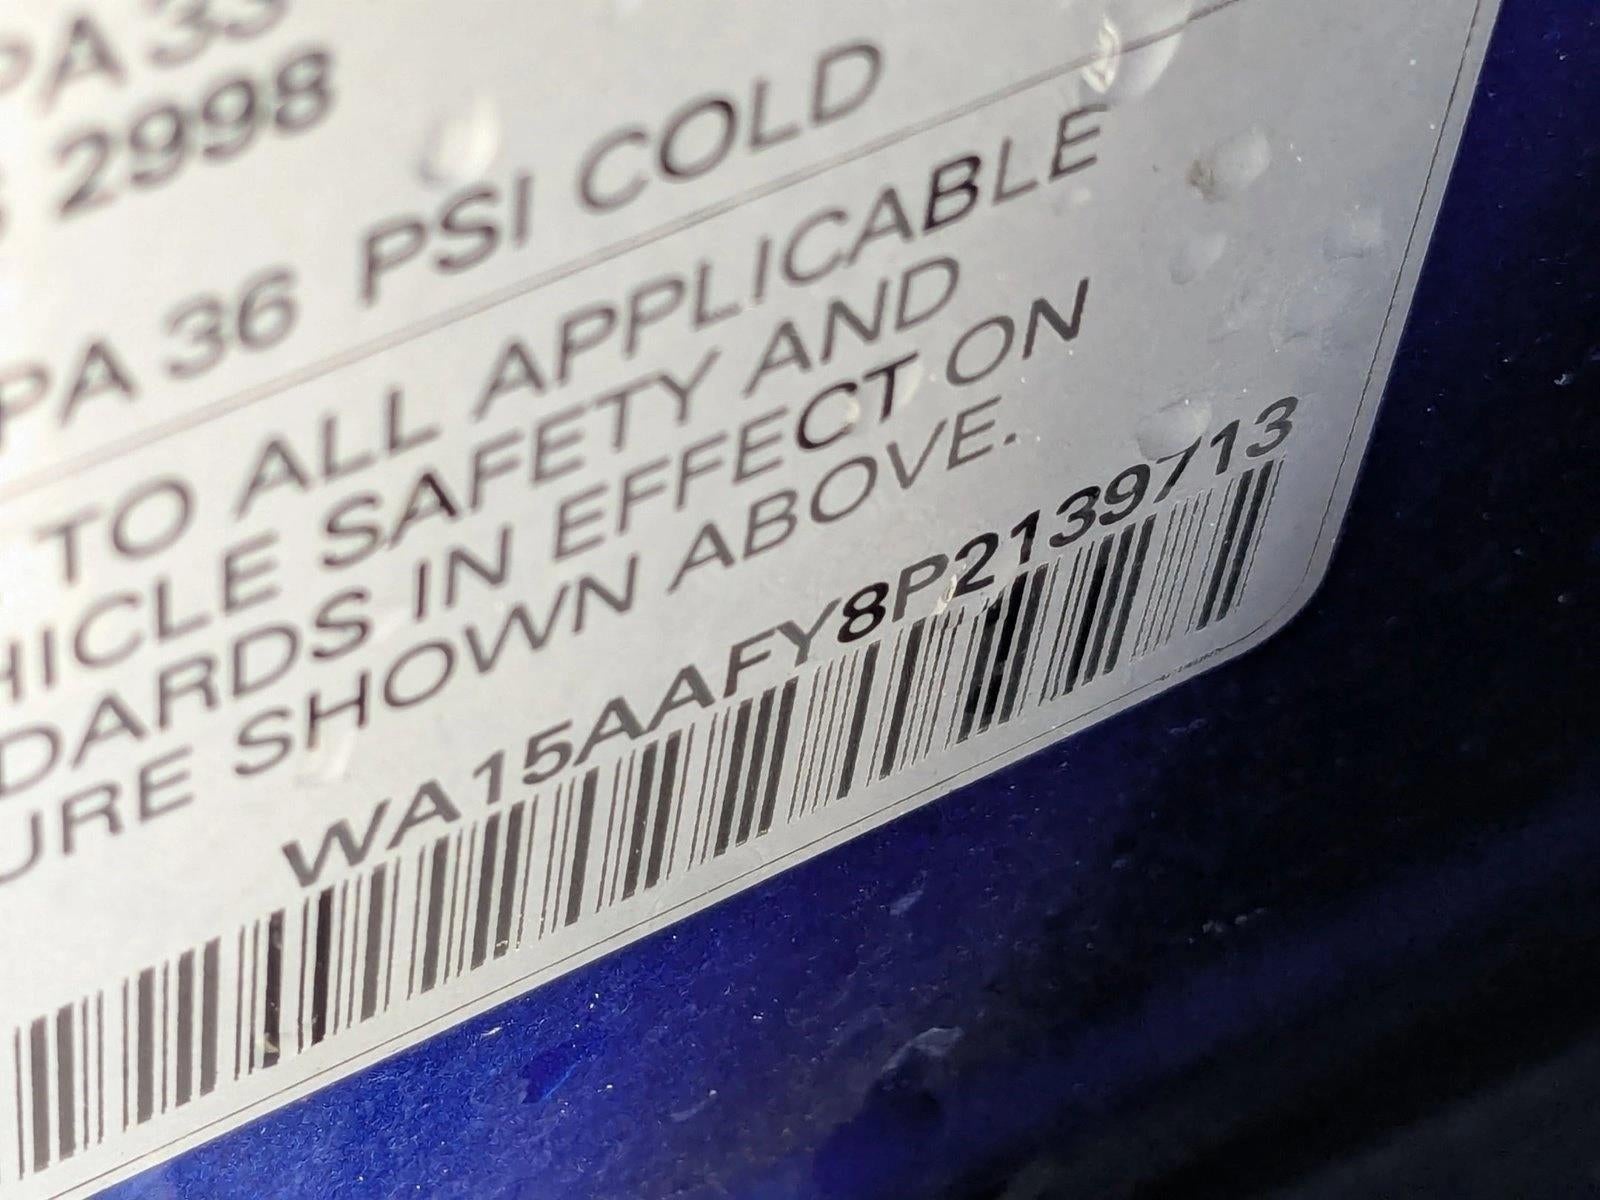 PA 33
2998
PA 36 PSI COLD
TO ALL APPLICABLE
HICLE SAFETY AND
DARDS IN EFFECT ON
URE SHOWN ABOVE.
WA15AAFY8P2139713